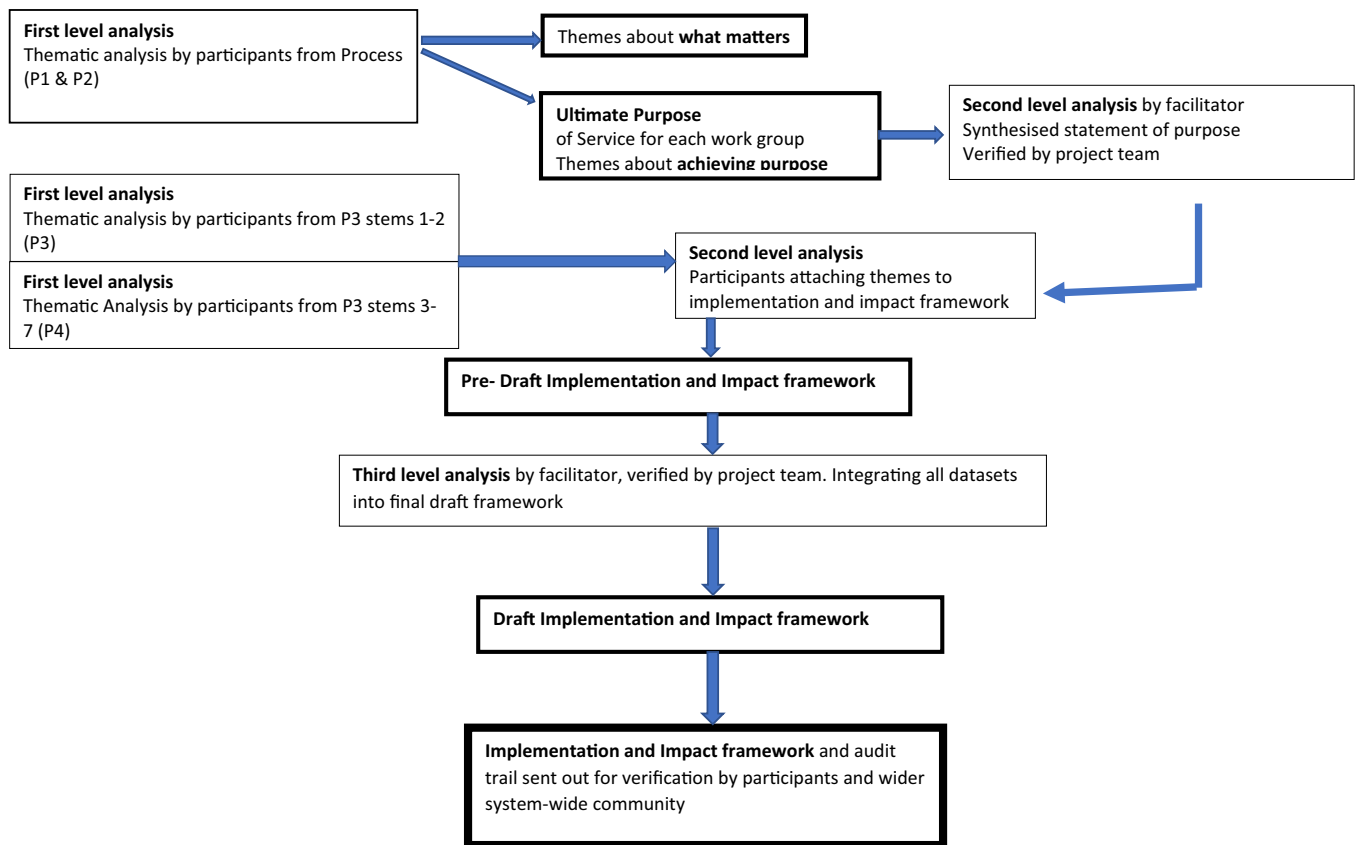 First level analysis
Thematic analysis by participants from Process
(P1 & P2)
Themes about what matters
Ultimate Purpose
of Service for each work group
Themes about achieving purpose
Second level analysis by facilitator
Synthesised statement of purpose
Verified by project team
First level analysis
Thematic analysis by participants from P3 stems 1-2
(P3)
First level analysis
Thematic Analysis by participants from P3 stems 3-
7 (P4)
Second level analysis
Participants attaching themes to
implementation and impact framework
Pre- Draft Implementation and Impact framework
Third level analysis by facilitator, verified by project team. Integrating all datasets
into final draft framework
Draft Implementation and Impact framework
Implementation and Impact framework and audit
trail sent out for verification by participants and wider
system-wide community